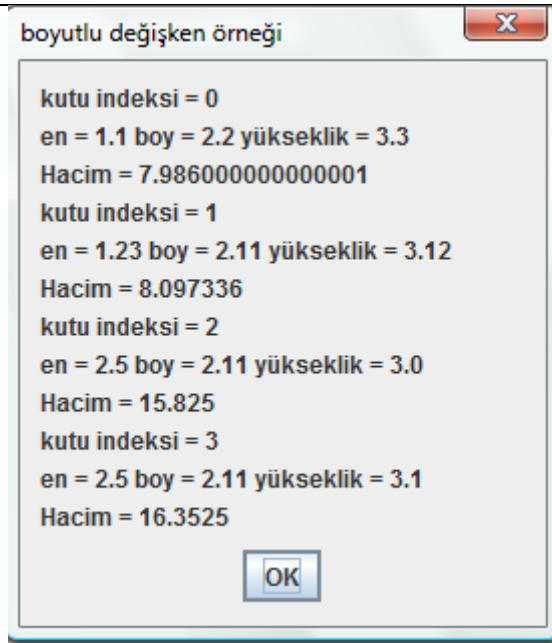 boyutlu değişken örneği
kutu indeksi = 0
en = 1.1 boy = 2.2 yükseklik = 3.3
Hacim = 7.986000000000001
kutu indeksi = 1
en = 1.23 boy = 2.11 yükseklik = 3.12
Hacim = 8.097336
kutu indeksi = 2
en = 2.5 boy = 2.11 yükseklik = 3.0
Hacim = 15.825
kutu indeksi = 3
en = 2.5 boy = 2.11 yükseklik = 3.1
Hacim = 16.3525
OK